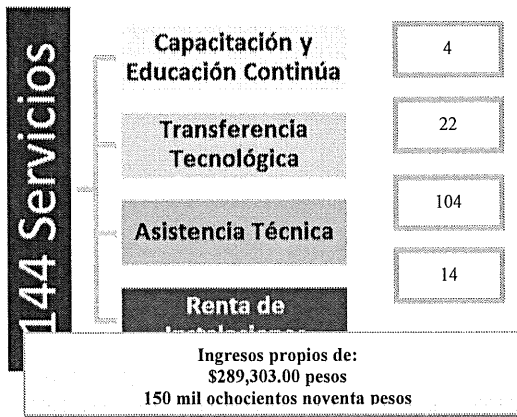 144 Servicios
Capacitación y
Educación Continúa
4
Transferencia
Tecnológica
22
Asistencia Técnica
104
Renta de
14
Ingresos propios de:
$289,303.00 pesos
150 mil ochocientos noventa pesos